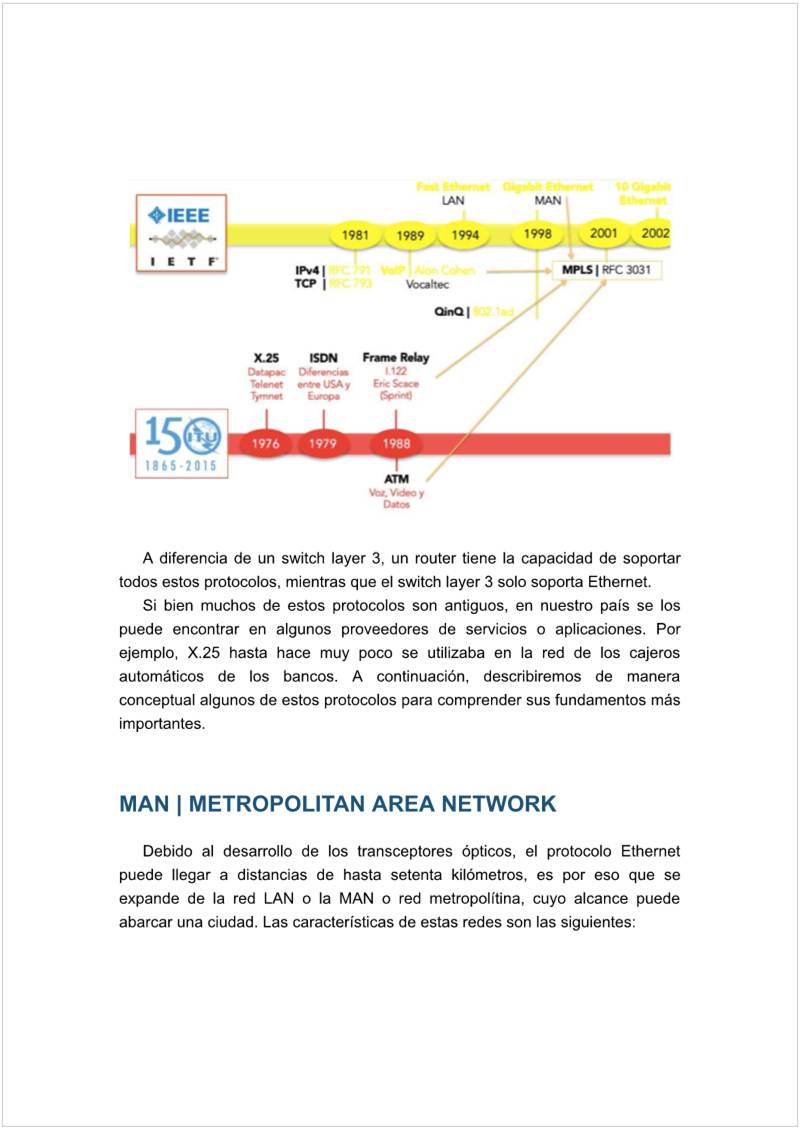 Fast Ethernet Gigabit Ethernet 10 Gigabit
LAN MAN Ethernet
IEEE
I E T F
1981 1989 1994 1998 2001 2002
IPv4 | RFC 791 VoIP | Alon Cohen MPLS | RFC 3031
TCP | RFC 793 Vocaltec
QinQ | 802.1ad
X.25 ISDN Frame Relay
Datapac Diferencias I.122
Telenet entre USA y Eric Scace
Tymnet Europa (Sprint)
150 ITU
1865-2015
1976 1979 1988
ATM
Voz, Video y
Datos
A diferencia de un switch layer 3, un router tiene la capacidad de soportar
todos estos protocolos, mientras que el switch layer 3 solo soporta Ethernet.
Si bien muchos de estos protocolos son antiguos, en nuestro país se los
puede encontrar en algunos proveedores de servicios o aplicaciones. Por
ejemplo, X.25 hasta hace muy poco se utilizaba en la red de los cajeros
automáticos de los bancos. A continuación, describiremos de manera
conceptual algunos de estos protocolos para comprender sus fundamentos más
importantes.
MAN | METROPOLITAN AREA NETWORK
Debido al desarrollo de los transceptores ópticos, el protocolo Ethernet
puede llegar a distancias de hasta setenta kilómetros, es por eso que se
expande de la red LAN o la MAN o red metropolítina, cuyo alcance puede
abarcar una ciudad. Las características de estas redes son las siguientes: